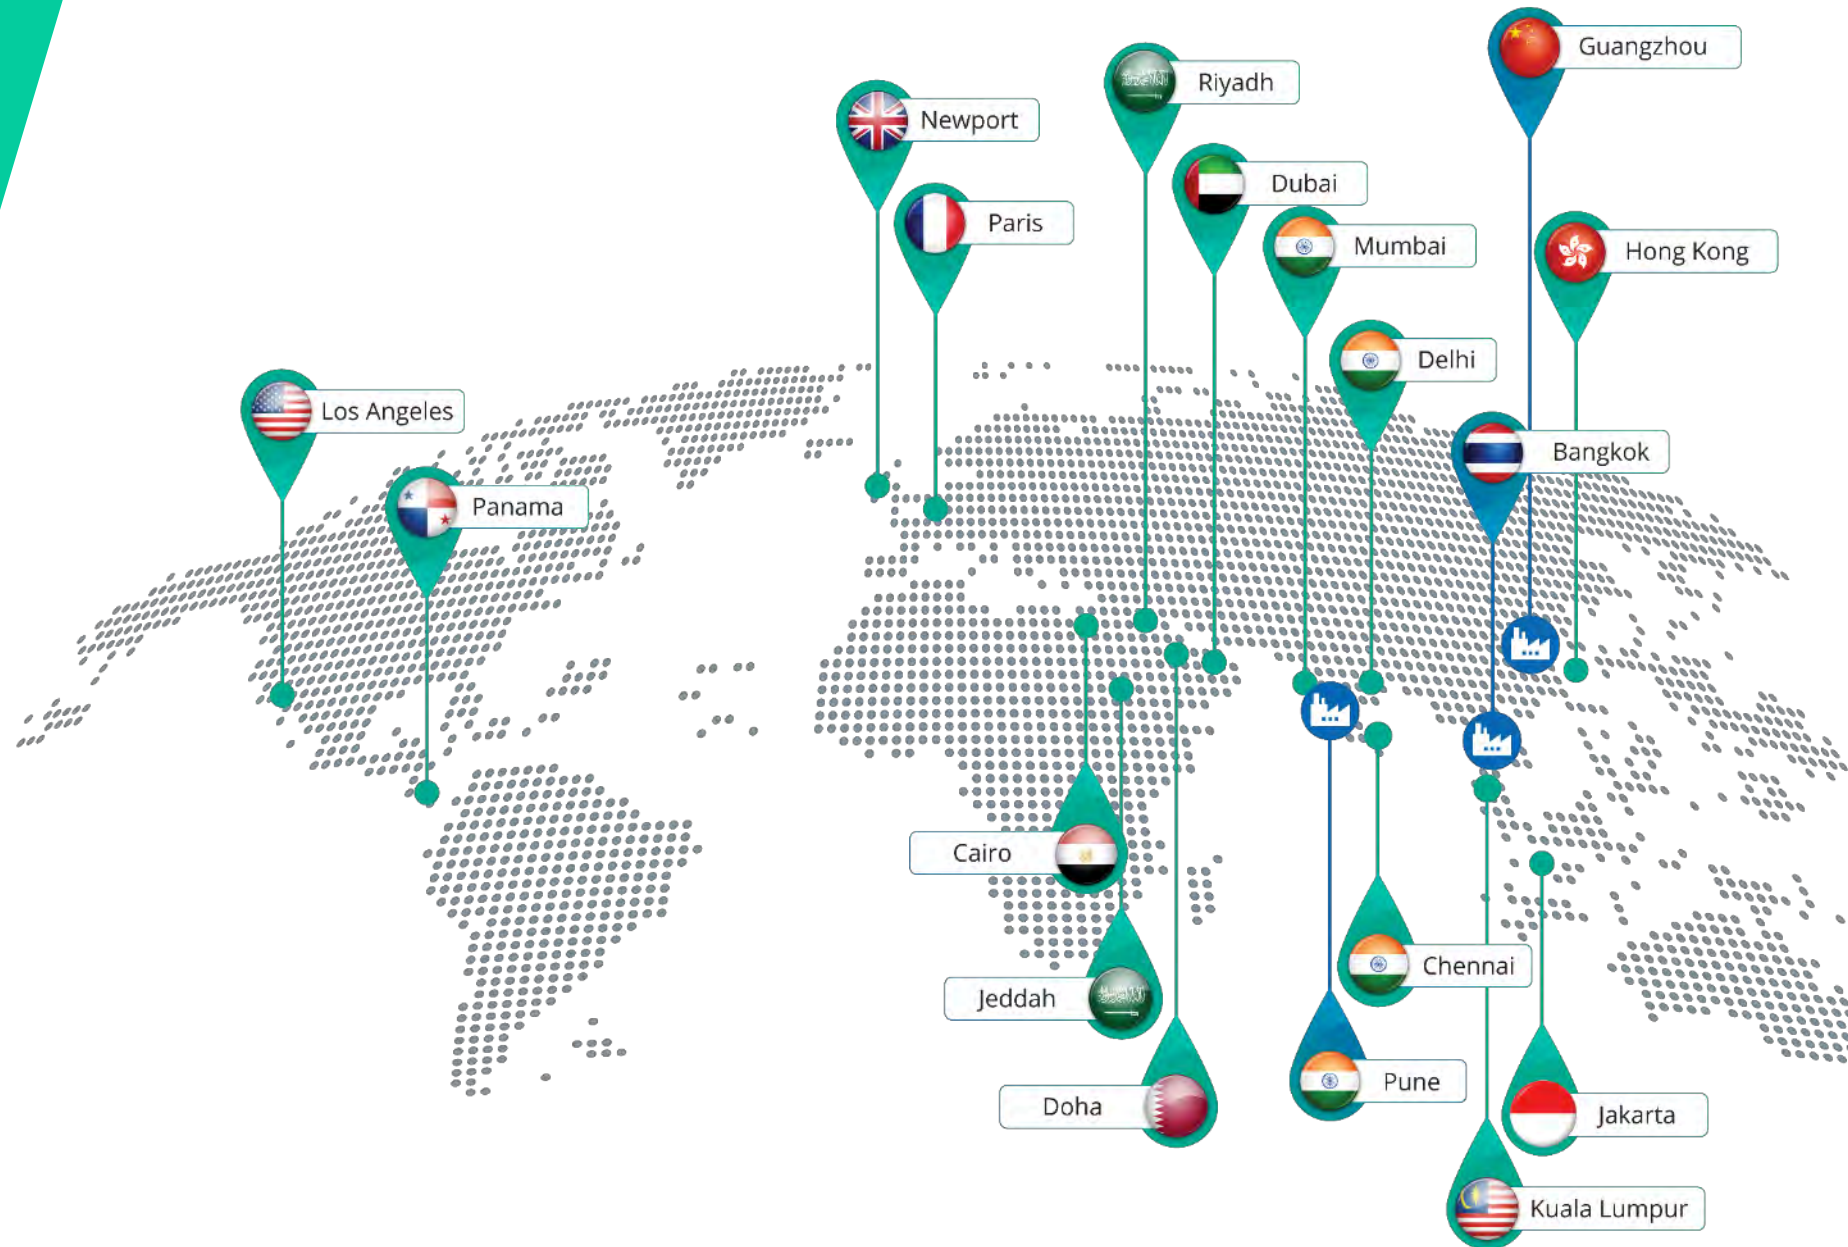 Guangzhou
Riyadh
Newport
Dubai
Paris
Mumbai
Hong Kong
Delhi
Los Angeles
Bangkok
Panama
Cairo
Chennai
Jeddah
Pune
Doha
Jakarta
Kuala Lumpur